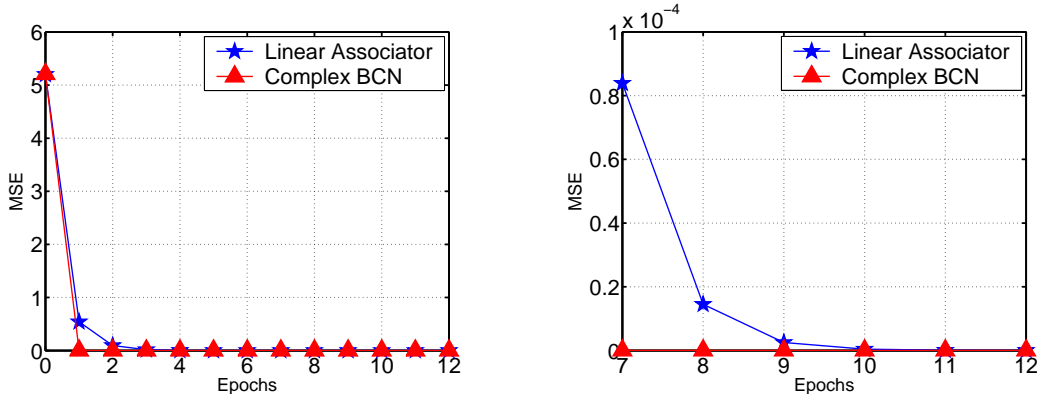 6
5
4
3
2
1
0
MSE
0 2 4 6 8 10 12
Epochs
Linear Associator
Complex BCN
x 10−4
1
0.8
0.6
0.4
0.2
0
MSE
7 8 9 10 11 12
Epochs
Linear Associator
Complex BCN